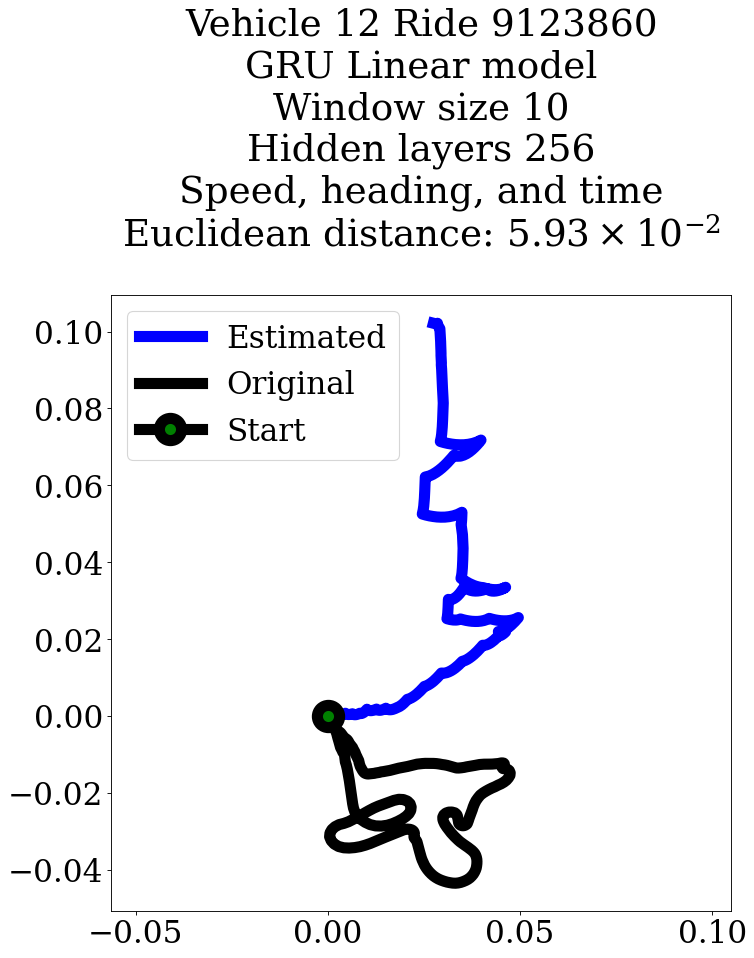 Vehicle 12 Ride 9123860
GRU Linear model
Window size 10
Hidden layers 256
Speed, heading, and time
Euclidean distance: 5.93 × 10⁻²
Estimated
Original
Start
0.10
0.08
0.06
0.04
0.02
0.00
−0.02
−0.04
−0.05 0.00 0.05 0.10